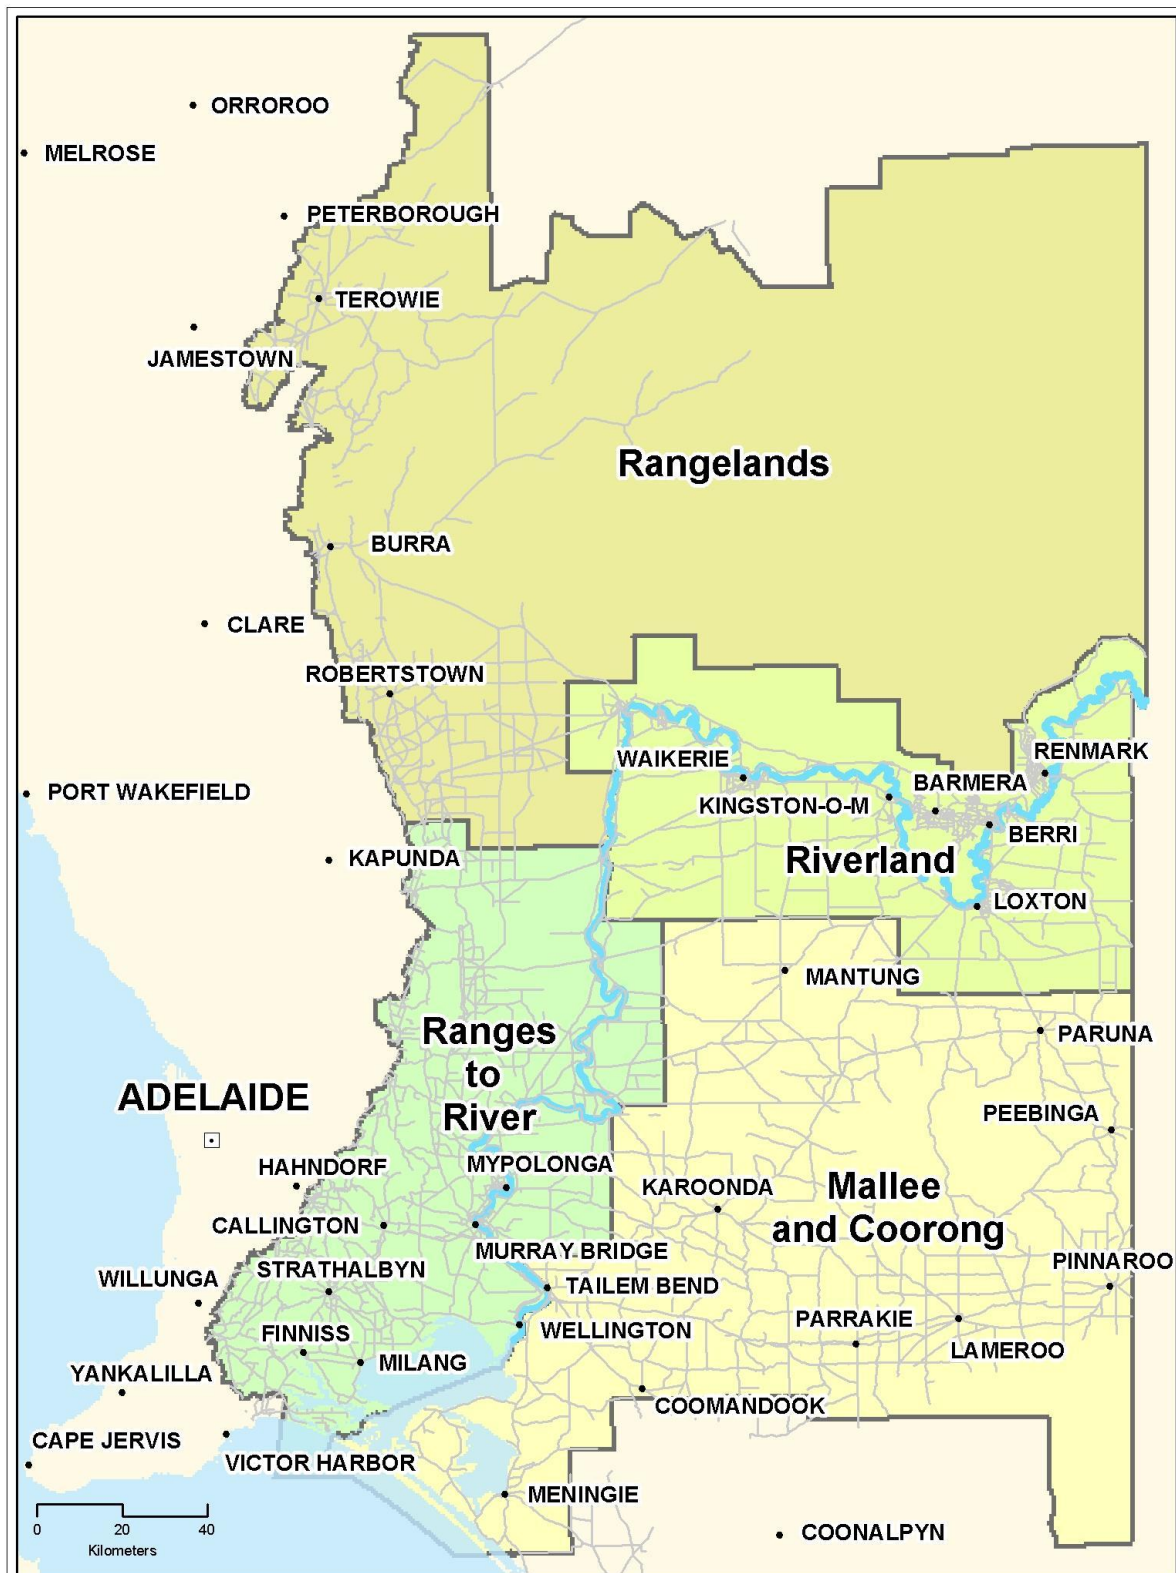 ORROROO
MELROSE
PETERBOROUGH
TEROWIE
JAMESTOWN
Rangelands
BURRA
CLARE
ROBERTSTOWN
WAIKERIE
RENMARK
BARMERA
PORT WAKEFIELD
KINGSTON-O-M
BERRI
KAPUNDA
Riverland
LOXTON
MANTUNG
Ranges
to
River
PARUNA
ADELAIDE
PEEBINGA
HAHNDORF
MYPOLONGA
KAROONDA
Mallee
and Coorong
CALLINGTON
MURRAY BRIDGE
STRATHALBYN
WILLUNGA
TAILEM BEND
PINNAROO
FINNISS
WELLINGTON
PARRAKIE
LAMEROO
MILANG
YANKALILLA
COOMANDOOK
CAPE JERVIS
VICTOR HARBOR
MENINGIE
COONALPYN
0 20 40
Kilometers